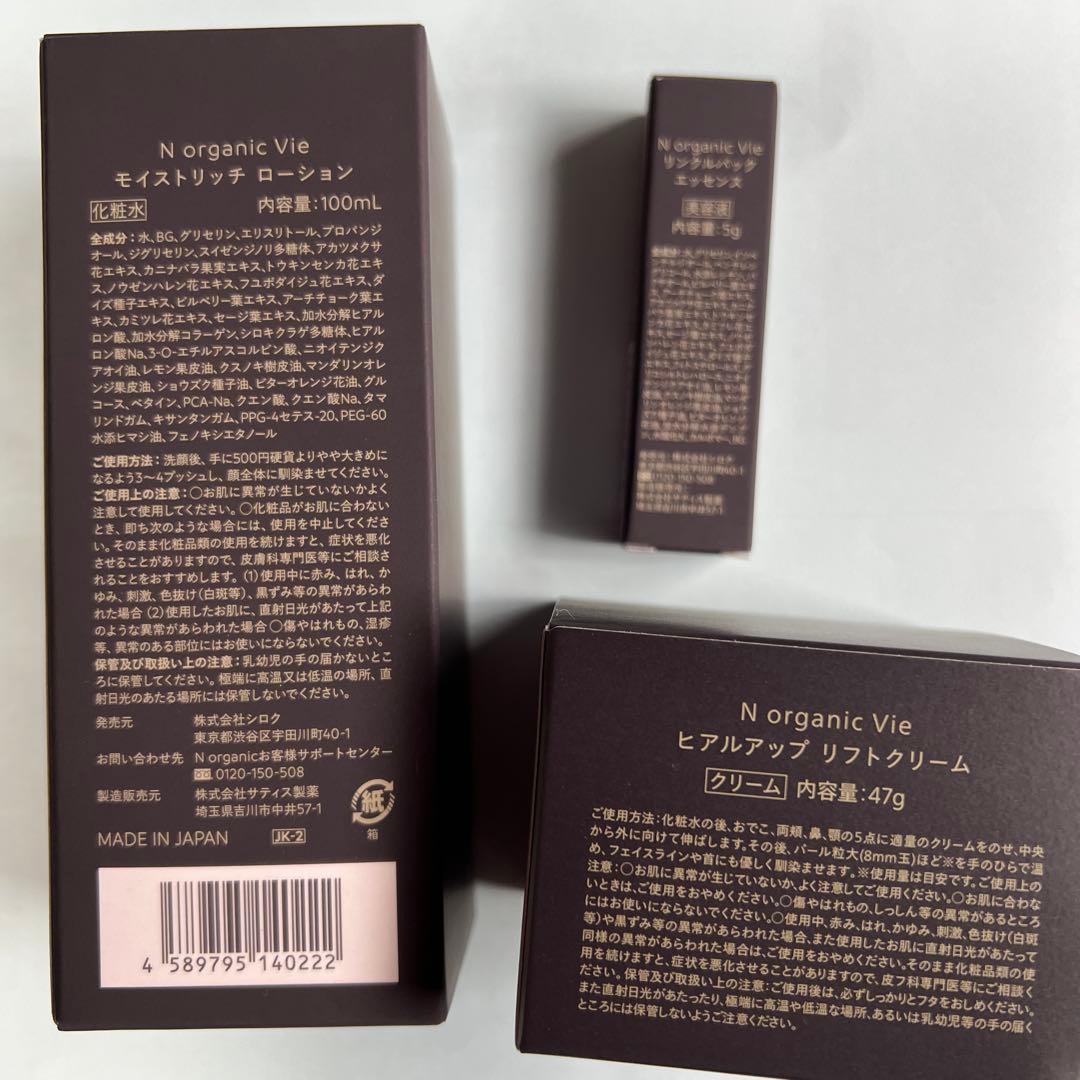 N organic Vie
モイストリッチ ローション
化粧水 内容量:100mL
全成分:水、BG、グリセリン、エリスリトール、プロパンジ
オール、ジグリセリン、スイゼンジノリ多糖体、アカツメクサ
花エキス、カニナバラ果実エキス、トウキンセンカ花エキ
ス、ノウゼンハレン花エキス、フユボダイジュ花エキス、ダ
イズ種子エキス、ビルベリー葉エキス、アーチチョーク葉エ
キス、カミツレ花エキス、セージ葉エキス、加水分解ヒアル
ロン酸、加水分解コラーゲン、シロキクラゲ多糖体、ヒアル
ロン酸Na、3-O-エチルアスコルビン酸、ニオイテンジク
アオイ油、レモン果皮油、クスノキ樹皮油、マンダリンオレ
ンジ果皮油、ショウズク種子油、ビターオレンジ花油、グル
コース、ベタイン、PCA-Na、クエン酸、クエン酸Na、タマ
リンドガム、キサンタンガム、PPG-4セテス-20、PEG-60
水添ヒマシ油、フェノキシエタノール
ご使用方法:洗顔後、手に500円硬貨よりやや大きめに
なるよう3〜4プッシュし、顔全体に馴染ませてください。
ご使用上の注意:○お肌に異常が生じていないかよく
注意して使用してください。○化粧品がお肌に合わない
とき、即ち次のような場合には、使用を中止してくださ
い。そのまま化粧品類の使用を続けますと、症状を悪化
させることがありますので、皮膚科専門医等にご相談さ
れることをおすすめします。(1)使用中に赤み、はれ、か
ゆみ、刺激、色抜け(白斑等)、黒ずみ等の異常があらわ
れた場合 (2)使用したお肌に、直射日光があたって上記
のような異常があらわれた場合 ○傷やはれもの、湿疹
等、異常のある部位にはお使いにならないでください。
保管及び取扱い上の注意:乳幼児の手の届かないとこ
ろに保管してください。極端に高温又は低温の場所、直
射日光のあたる場所には保管しないでください。
発売元 株式会社シロク
東京都渋谷区宇田川町40-1
お問い合わせ先 N organicお客様サポートセンター
0120-150-508
製造販売元 株式会社サティス製薬
埼玉県吉川市中井57-1
紙
箱
MADE IN JAPAN JK-2
4 589795 140222
N organic Vie
リンクルパック
エッセンス
美容液
内容量:5g
0120-150-508
株式会社サティス製薬
埼玉県吉川市中井57-1
N organic Vie
ヒアルアップ リフトクリーム
クリーム 内容量:47g
ご使用方法:化粧水の後、おでこ、両頬、鼻、顎の5点に適量のクリームをのせ、中央
から外に向けて伸ばします。その後、パール粒大(8mm玉)ほど※を手のひらで温
め、フェイスラインや首にも優しく馴染ませます。※使用量は目安です。ご使用上の
注意:○お肌に異常が生じていないか、よく注意してご使用ください。○お肌に合わな
いときは、ご使用をおやめください。○傷やはれもの、しっしん等の異常があるところ
にはお使いにならないでください。○使用中、赤み、はれ、かゆみ、刺激、色抜け(白斑
等)や黒ずみ等の異常があらわれた場合、また使用したお肌に直射日光があたって
同様の異常があらわれた場合は、ご使用をおやめください。そのまま化粧品類の使
用を続けますと、症状を悪化させることがありますので、皮フ科専門医等にご相談く
ださい。保管及び取扱い上の注意:ご使用後は、必ずしっかりとフタをおしめください。
また直射日光があたったり、極端に高温や低温な場所、あるいは乳幼児等の手の届く
ところには保管しないようご注意ください。